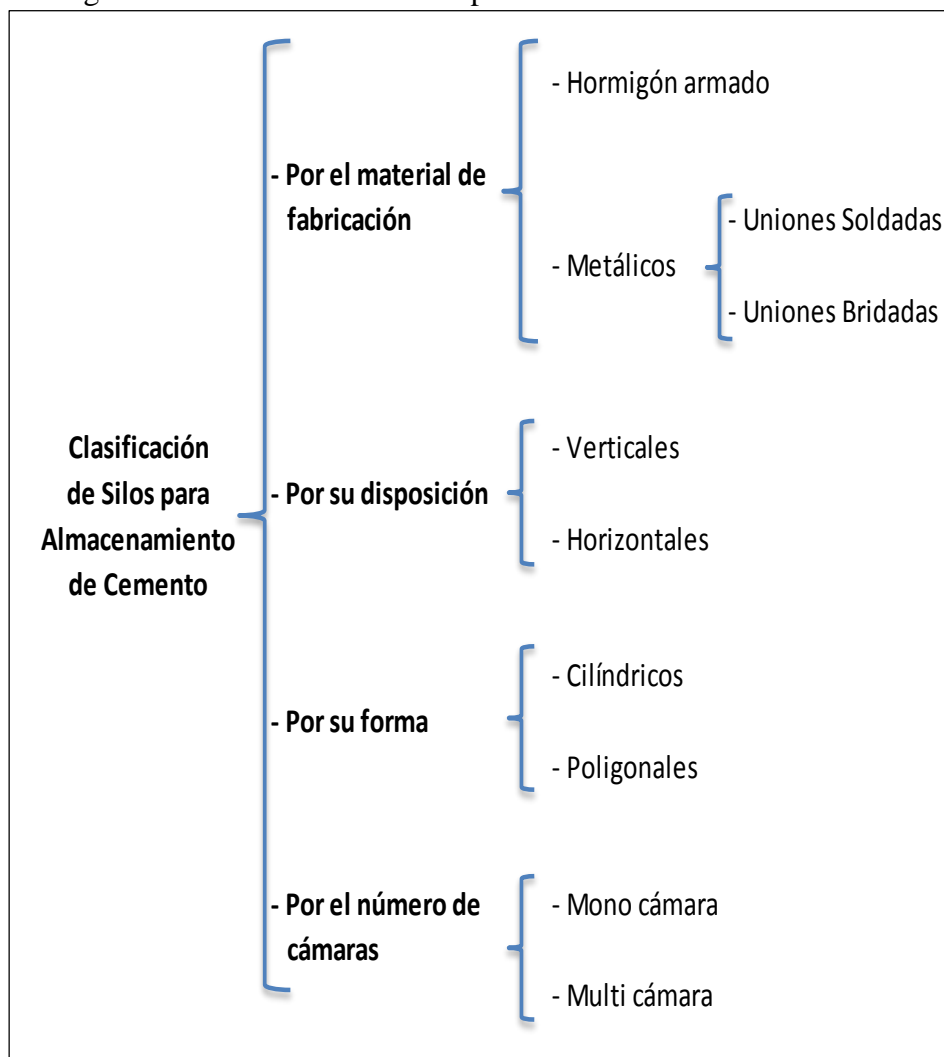 Clasificación
de Silos para
Almacenamiento
de Cemento
- Por el material de
fabricación
- Hormigón armado
- Metálicos
- Uniones Soldadas
- Uniones Bridadas
- Por su disposición
- Verticales
- Horizontales
- Por su forma
- Cilíndricos
- Poligonales
- Por el número de
cámaras
- Mono cámara
- Multi cámara